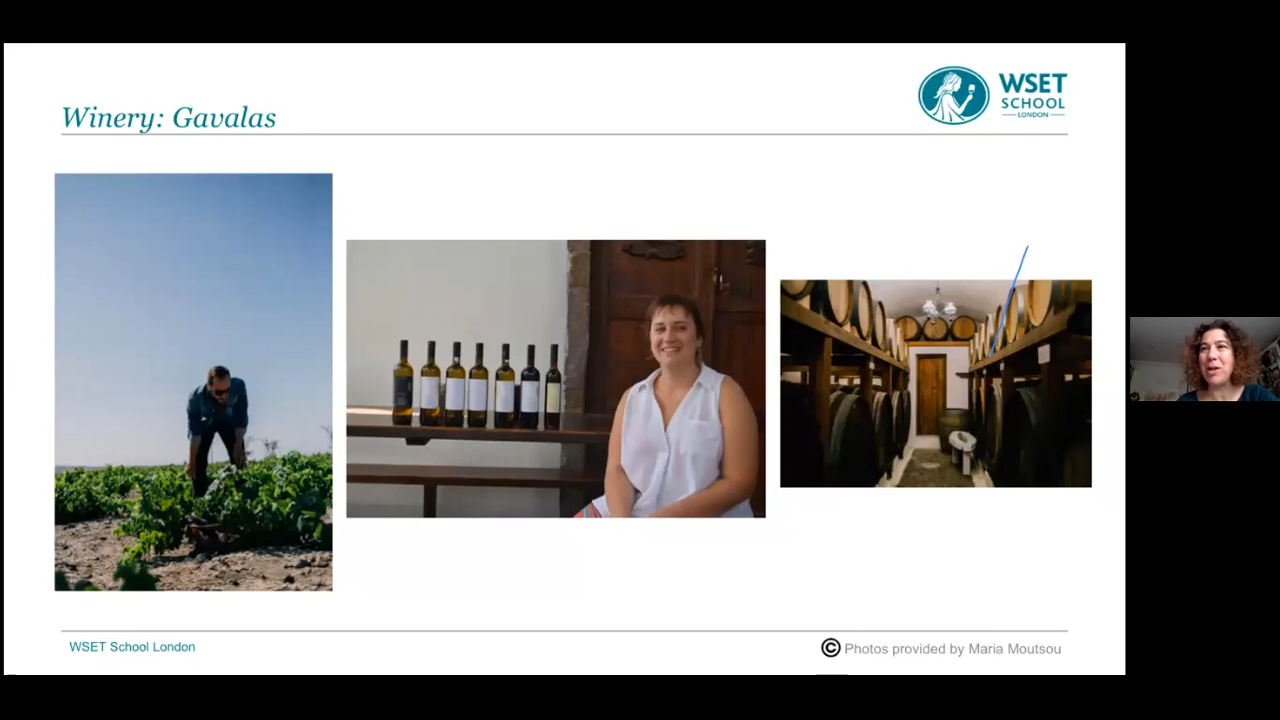 Winery: Gavalas
WSET
SCHOOL
LONDON
WSET School London
© Photos provided by Maria Moutsou